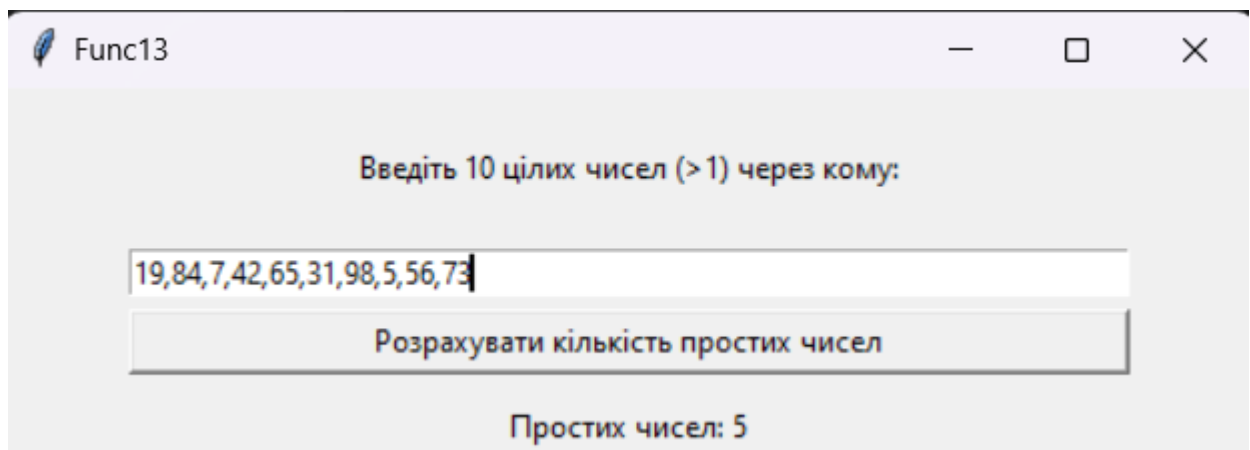 Func13
Введіть 10 цілих чисел (>1) через кому:
19,84,7,42,65,31,98,5,56,73
Розрахувати кількість простих чисел
Простих чисел: 5